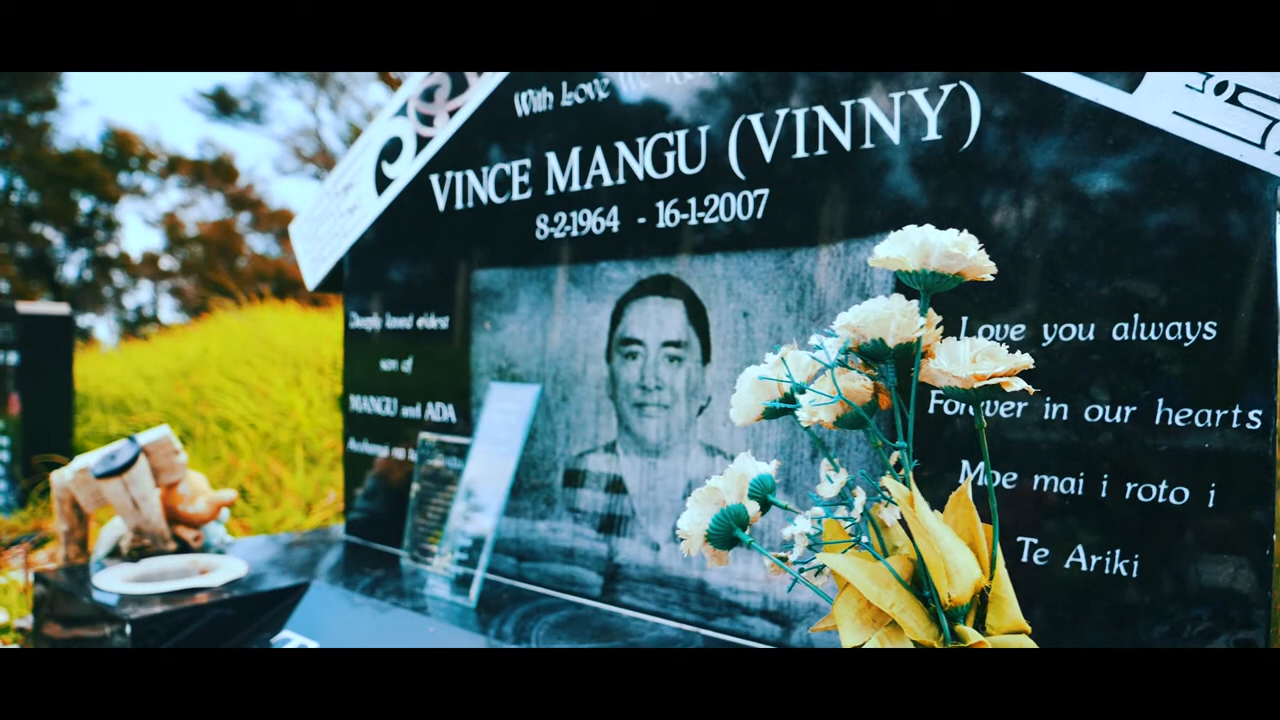 With Love We
VINCE MANGU (VINNY)
8-2-1964 - 16-1-2007
Deeply loved eldest
son of
MANGU and ADA
Love you always
Forever in our hearts
Moe mai i roto i
Te Ariki